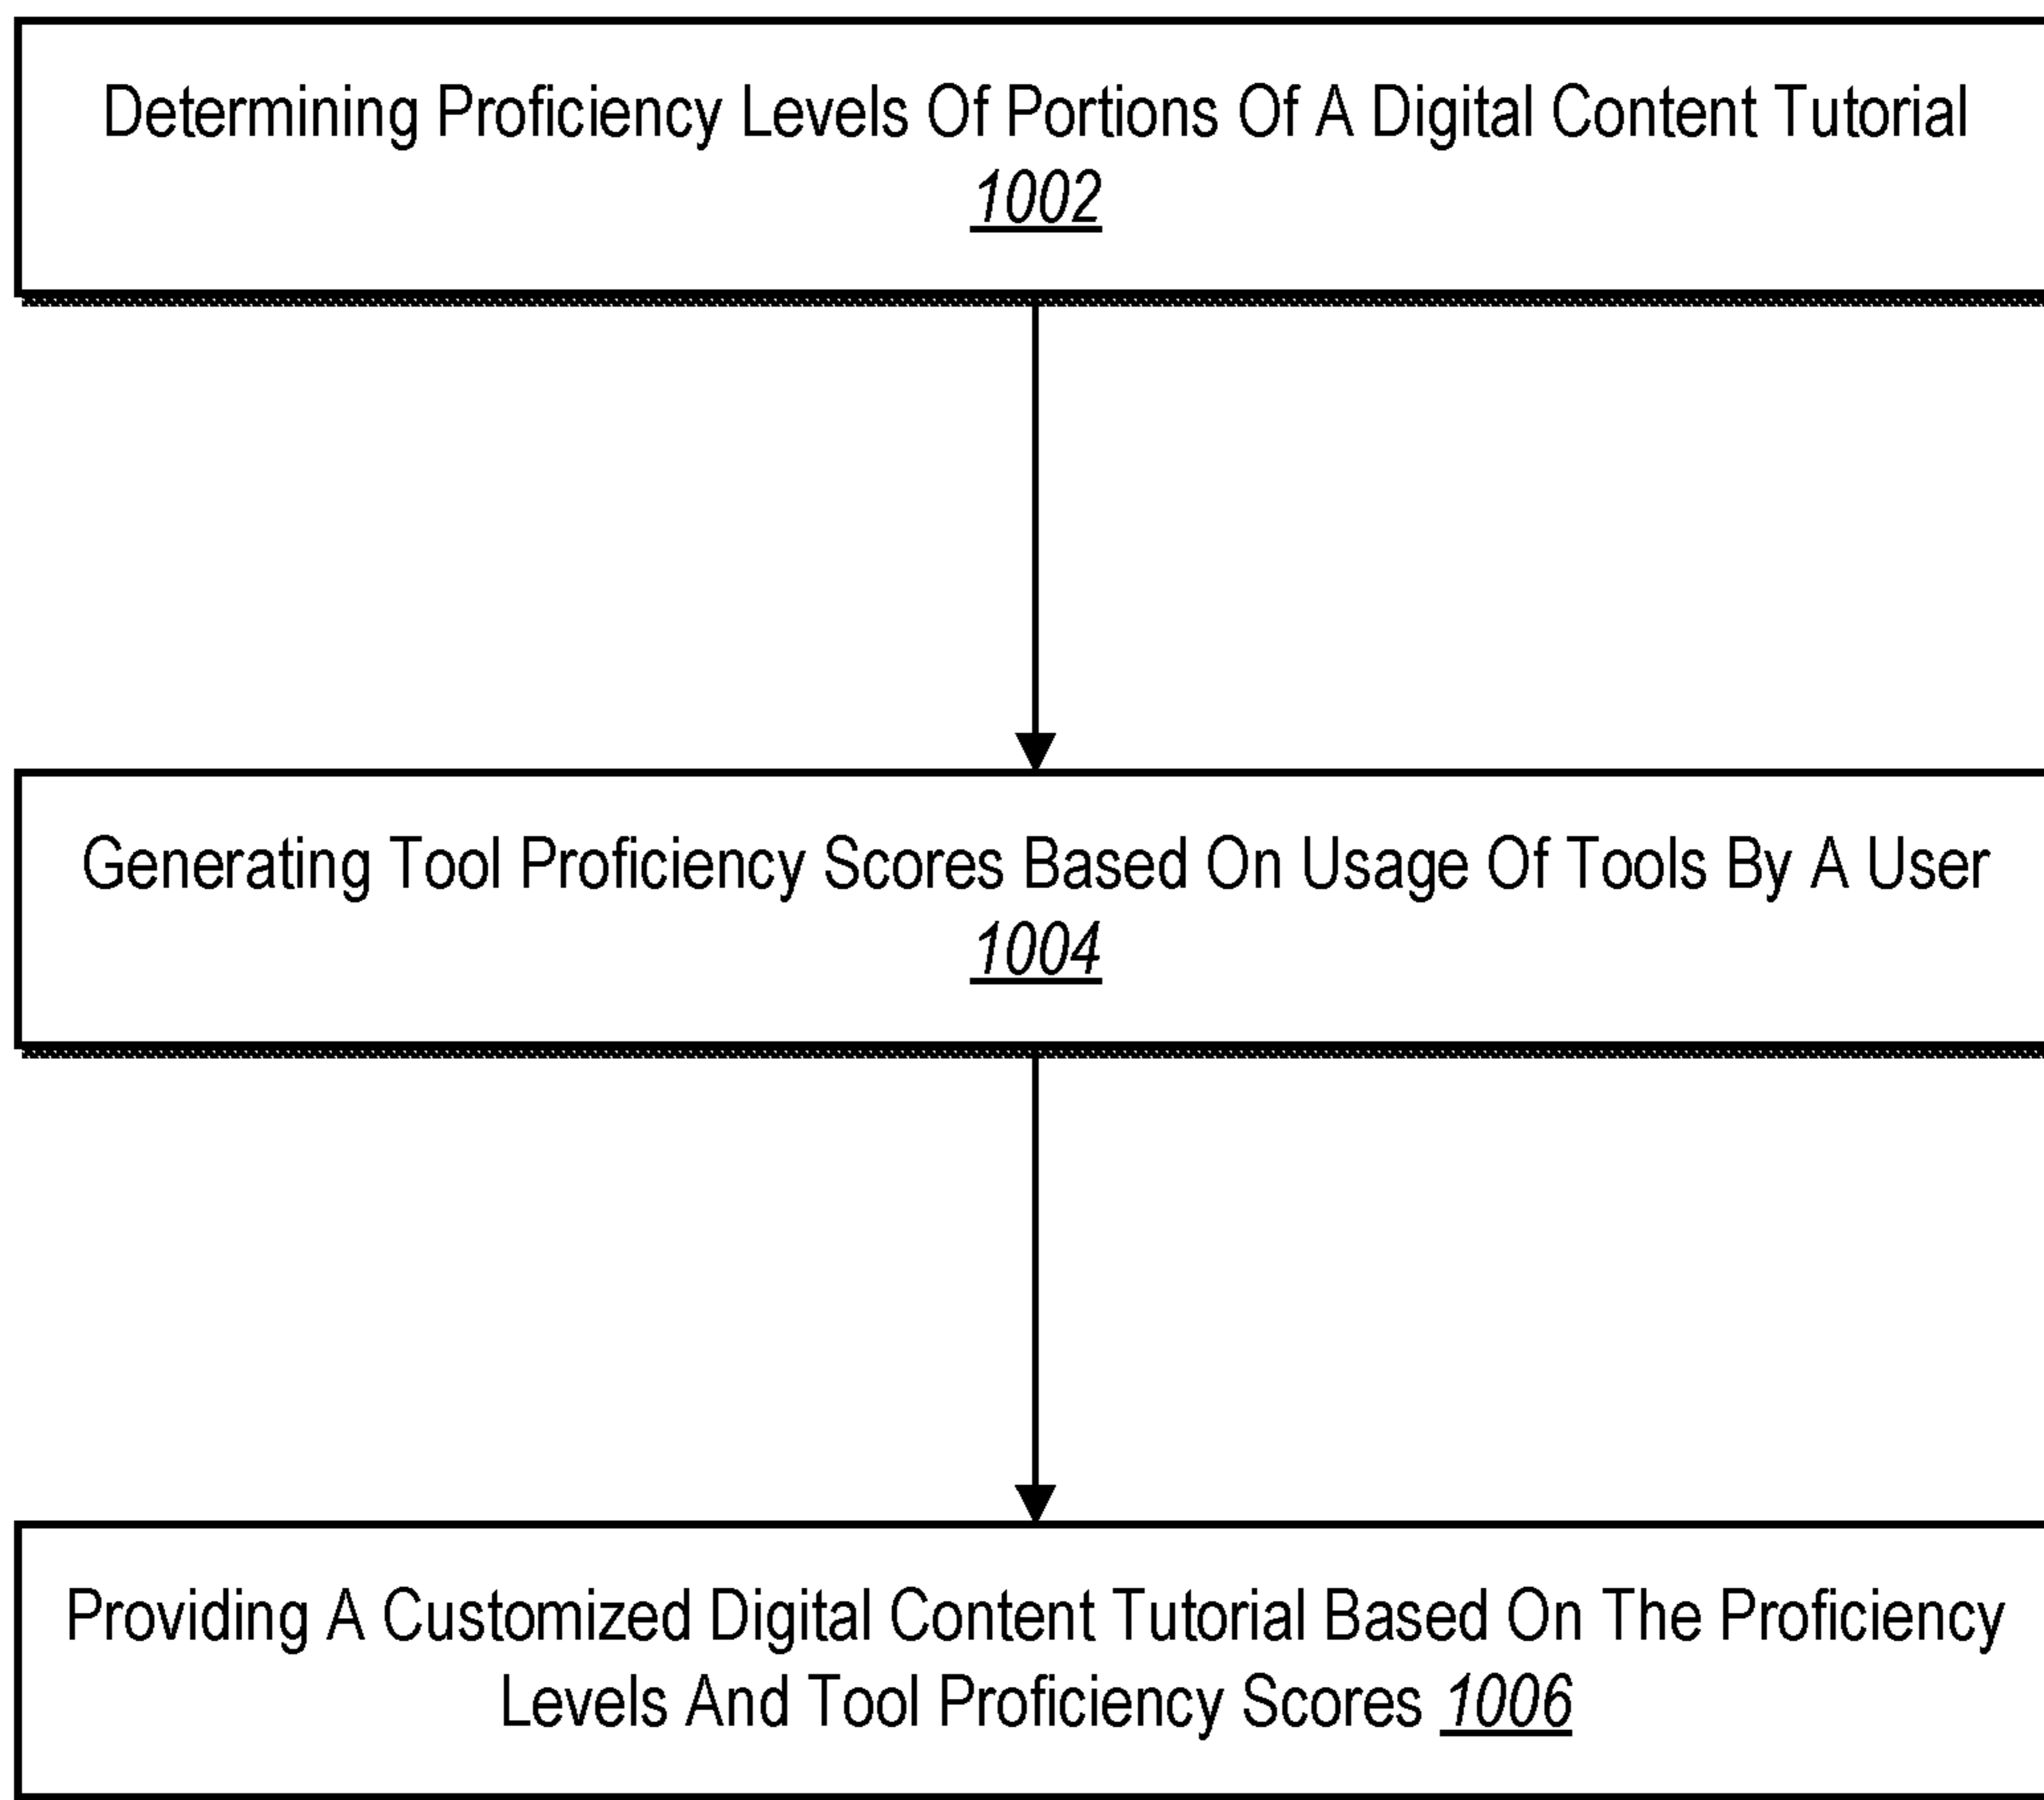 Determining Proficiency Levels Of Portions Of A Digital Content Tutorial
1002
Generating Tool Proficiency Scores Based On Usage Of Tools By A User
1004
Providing A Customized Digital Content Tutorial Based On The Proficiency
Levels And Tool Proficiency Scores 1006